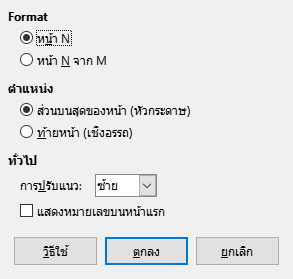 Format
หน้า N
หน้า N จาก M
ตำแหน่ง
ส่วนบนสุดของหน้า (หัวกระดาษ)
ท้ายหน้า (เชิงอรรถ)
ทั่วไป
การปรับแนว: ซ้าย
แสดงหมายเลขบนหน้าแรก
วิธีใช้ ตกลง ยกเลิก